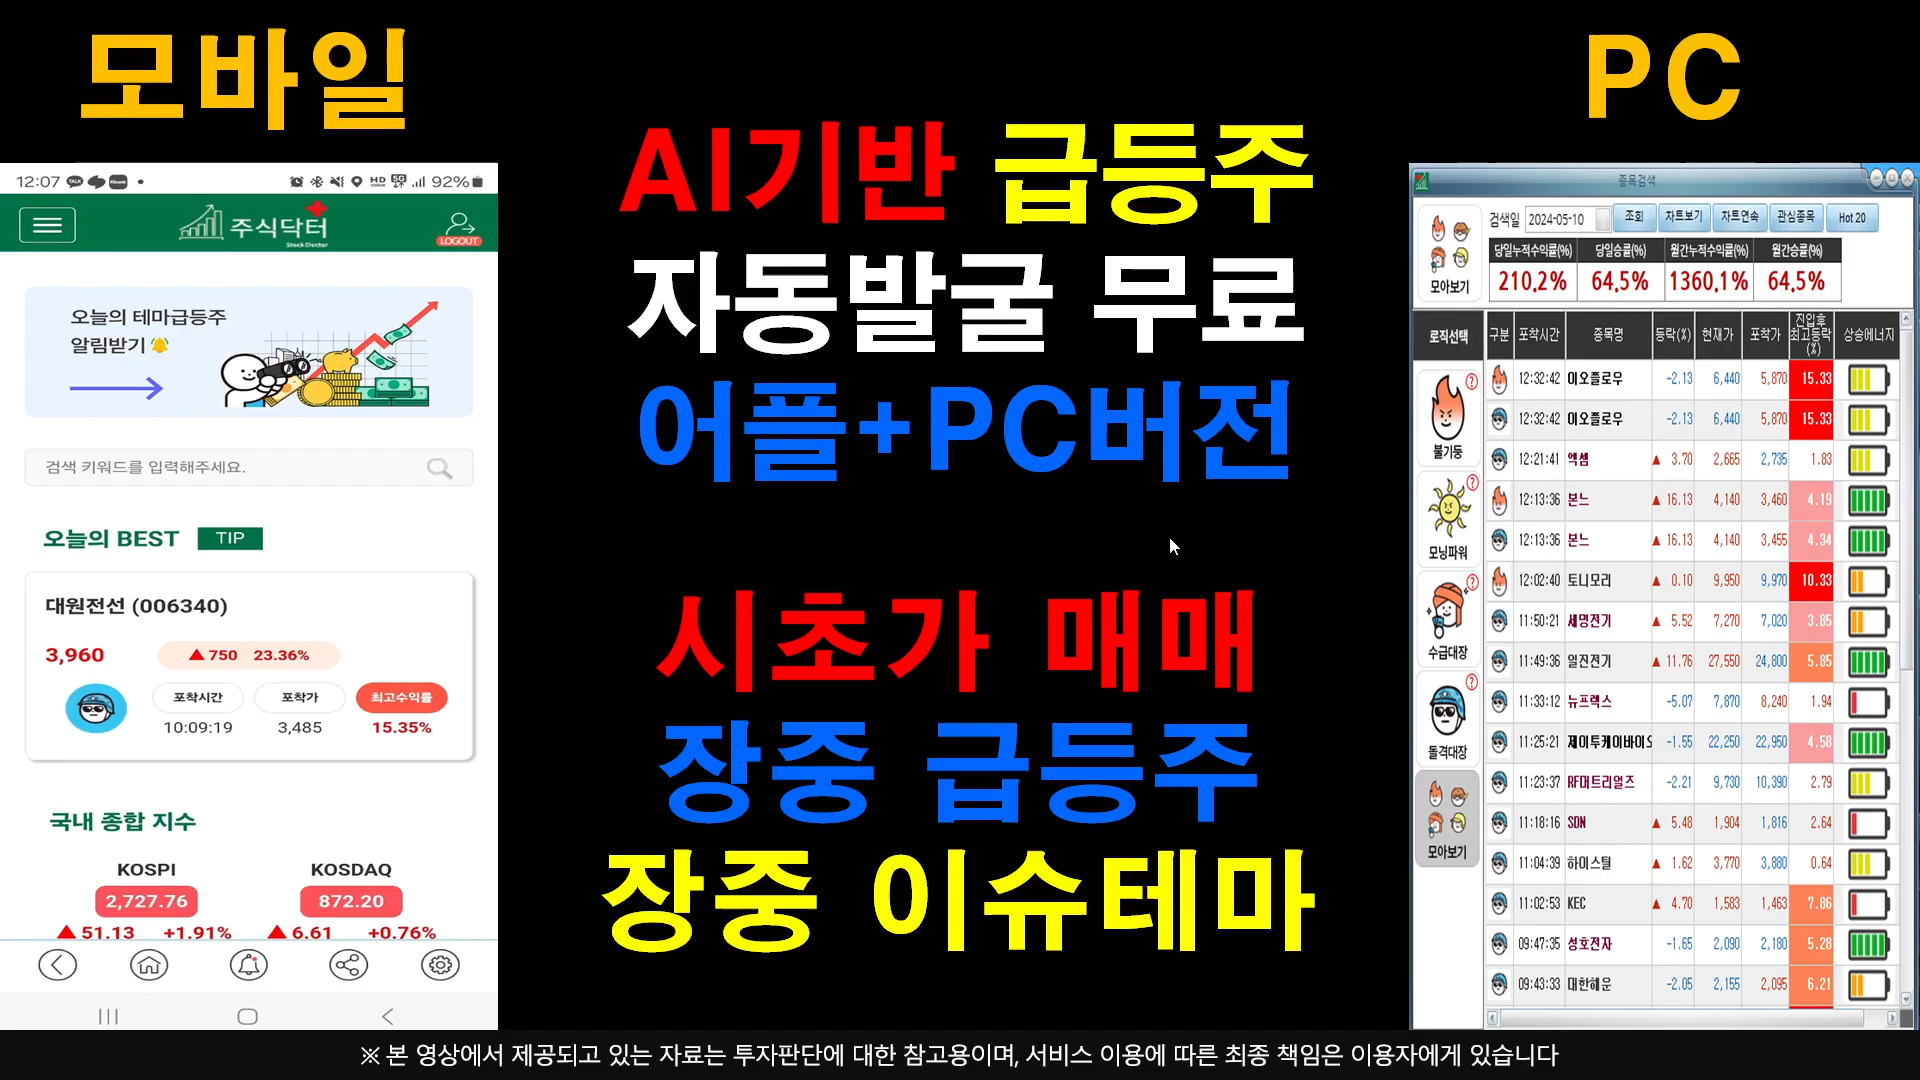 모바일
PC
AI기반 급등주
자동발굴 무료
어플+PC버전
시초가 매매
장중 급등주
장중 이슈테마
12:07
92%
주식닥터
Stock Doctor
LOGOUT
오늘의 테마급등주
알림받기
검색 키워드를 입력해주세요.
오늘의 BEST TIP
대원전선 (006340)
3,960 ▲ 750 23.36%
포착시간 포착가 최고수익률
10:09:19 3,485 15.35%
국내 종합 지수
KOSPI KOSDAQ
2,727.76 872.20
▲ 51.13 +1.91% ▲ 6.61 +0.76%
종목검색
모아보기
검색일 2024-05-10 조회 차트보기 차트연속 관심종목 Hot 20
당일누적수익률(%) 당일승률(%) 월간누적수익률(%) 월간승률(%)
210,2% 64,5% 1360,1% 64,5%
로직선택
불기둥
모닝파워
수급대장
돌격대장
모아보기
구분 포착시간 종목명 등락(%) 현재가 포착가 진입후 최고등락 (%) 상승에너지
12:32:42 이오플로우 -2.13 6,440 5,870 15.33
12:32:42 이오플로우 -2.13 6,440 5,870 15.33
12:21:41 엑셈 ▲ 3.70 2,665 2,735 1.83
12:13:36 본느 ▲ 16.13 4,140 3,460 4.19
12:13:36 본느 ▲ 16.13 4,140 3,455 4.34
12:02:40 토니모리 ▲ 0.10 9,950 9,970 10.33
11:50:21 세명전기 ▲ 5.52 7,270 7,020 3.85
11:49:36 일진전기 ▲ 11.76 27,550 24,800 5.85
11:33:12 뉴프렉스 -5.07 7,870 8,240 1.94
11:25:21 제이투케이바이오 -1.55 22,250 22,950 4.58
11:23:37 RF머트리얼즈 -2.21 9,730 10,390 2.79
11:18:16 SDN ▲ 5.48 1,904 1,816 2.64
11:04:39 하이스틸 ▲ 1.62 3,770 3,880 0.64
11:02:53 KEC ▲ 4.70 1,583 1,463 7.86
09:47:35 성호전자 -1.65 2,090 2,180 5.28
09:43:33 대한해운 -2.05 2,155 2,095 6.21
※ 본 영상에서 제공되고 있는 자료는 투자판단에 대한 참고용이며, 서비스 이용에 따른 최종 책임은 이용자에게 있습니다